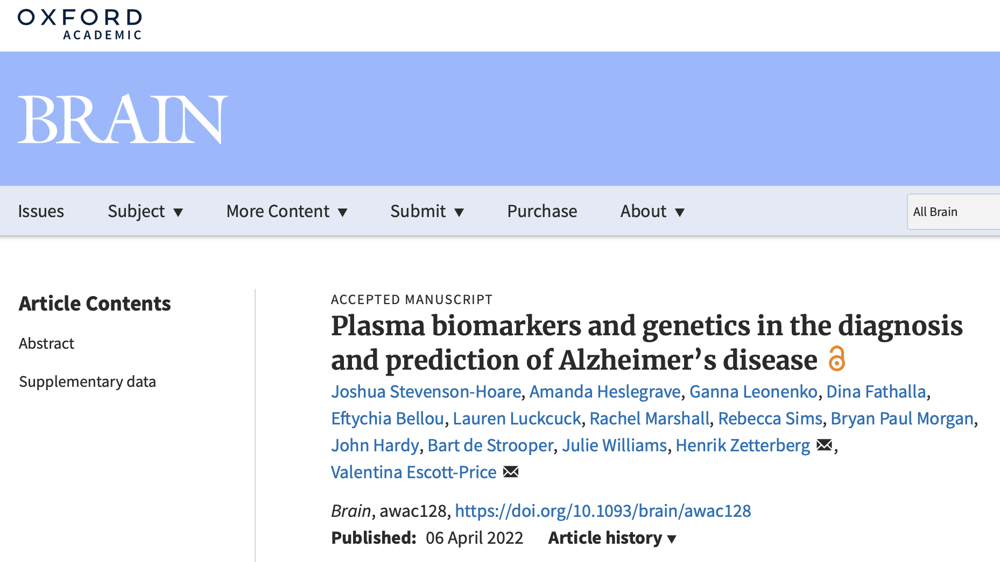 OXFORD
ACADEMIC
BRAIN
Issues Subject ▼ More Content ▼ Submit ▼ Purchase About ▼ All Brain
Article Contents
Abstract
Supplementary data
ACCEPTED MANUSCRIPT
Plasma biomarkers and genetics in the diagnosis
and prediction of Alzheimer’s disease
Joshua Stevenson-Hoare, Amanda Heslegrave, Ganna Leonenko, Dina Fathalla,
Eftychia Bellou, Lauren Luckcuck, Rachel Marshall, Rebecca Sims, Bryan Paul Morgan,
John Hardy, Bart de Strooper, Julie Williams, Henrik Zetterberg ,
Valentina Escott-Price
Brain, awac128, https://doi.org/10.1093/brain/awac128
Published: 06 April 2022 Article history ▼